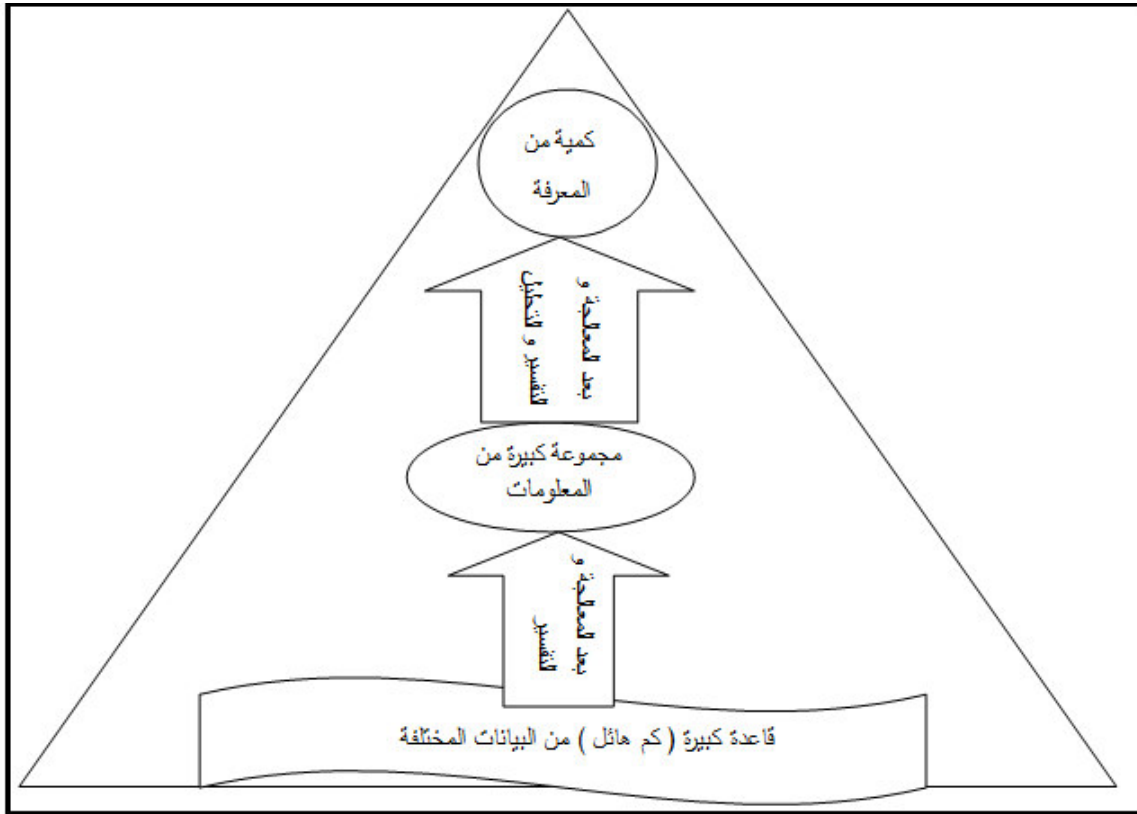 كمية من
المعرفة
بعد المعالجة و
التفسير و التحليل
مجموعة كبيرة من
المعلومات
بعد المعالجة و
التفسير
قاعدة كبيرة ( كم هائل ) من البيانات المختلفة